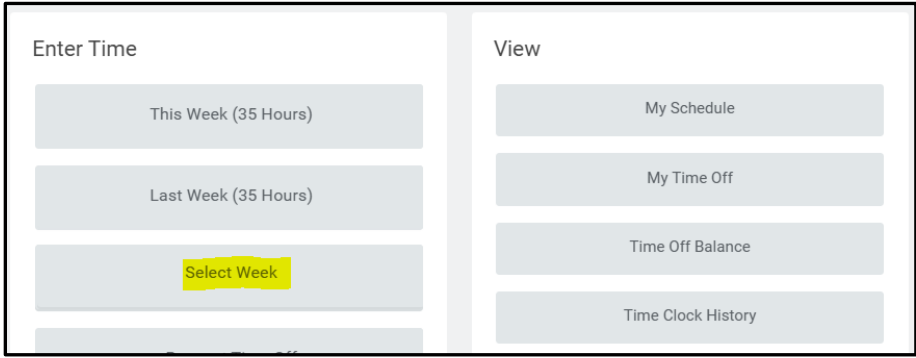 Enter Time
This Week (35 Hours)
Last Week (35 Hours)
Select Week
View
My Schedule
My Time Off
Time Off Balance
Time Clock History